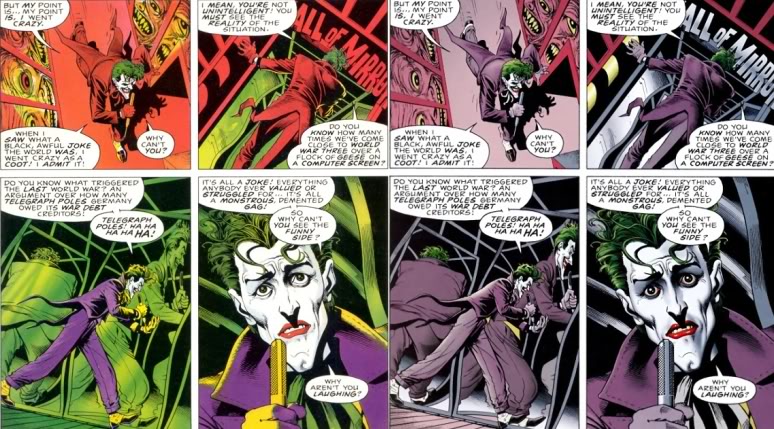 BUT MY POINT
IS... MY POINT
IS, I WENT
CRAZY.
WHEN I
SAW WHAT A
BLACK, AWFUL JOKE
THE WORLD WAS, I
WENT CRAZY AS A
COOT! I ADMIT IT!
WHY
CAN'T
YOU?
I MEAN, YOU'RE NOT
UNINTELLIGENT! YOU
MUST SEE THE
REALITY OF THE
SITUATION.
ALL OF MIRRO
DO YOU
KNOW HOW MANY
TIMES WE'VE COME
CLOSE TO WORLD
WAR THREE OVER A
FLOCK OF GEESE ON
A COMPUTER SCREEN?
BUT MY POINT
IS... MY POINT
IS, I WENT
CRAZY.
WHEN I
SAW WHAT A
BLACK, AWFUL JOKE
THE WORLD WAS, I
WENT CRAZY AS A
COOT! I ADMIT IT!
WHY
CAN'T
YOU?
I MEAN, YOU'RE NOT
UNINTELLIGENT! YOU
MUST SEE THE
REALITY OF THE
SITUATION.
ALL OF MIRRO
DO YOU
KNOW HOW MANY
TIMES WE'VE COME
CLOSE TO WORLD
WAR THREE OVER A
FLOCK OF GEESE ON
A COMPUTER SCREEN?
DO YOU KNOW WHAT TRIGGERED
THE LAST WORLD WAR? AN
ARGUMENT OVER HOW MANY
TELEGRAPH POLES GERMANY
OWED ITS WAR DEBT
CREDITORS!
TELEGRAPH
POLES! HA HA
HA HA HA!
IT'S ALL A JOKE! EVERYTHING
ANYBODY EVER VALUED OR
STRUGGLED FOR... IT'S ALL
A MONSTROUS, DEMENTED
GAG!
SO
WHY CAN'T
YOU SEE THE
FUNNY
SIDE?
WHY
AREN'T YOU
LAUGHING?
DO YOU KNOW WHAT TRIGGERED
THE LAST WORLD WAR? AN
ARGUMENT OVER HOW MANY
TELEGRAPH POLES GERMANY
OWED ITS WAR DEBT
CREDITORS!
TELEGRAPH
POLES! HA HA
HA HA HA!
IT'S ALL A JOKE! EVERYTHING
ANYBODY EVER VALUED OR
STRUGGLED FOR... IT'S ALL
A MONSTROUS, DEMENTED
GAG!
SO
WHY CAN'T
YOU SEE THE
FUNNY
SIDE?
WHY
AREN'T YOU
LAUGHING?